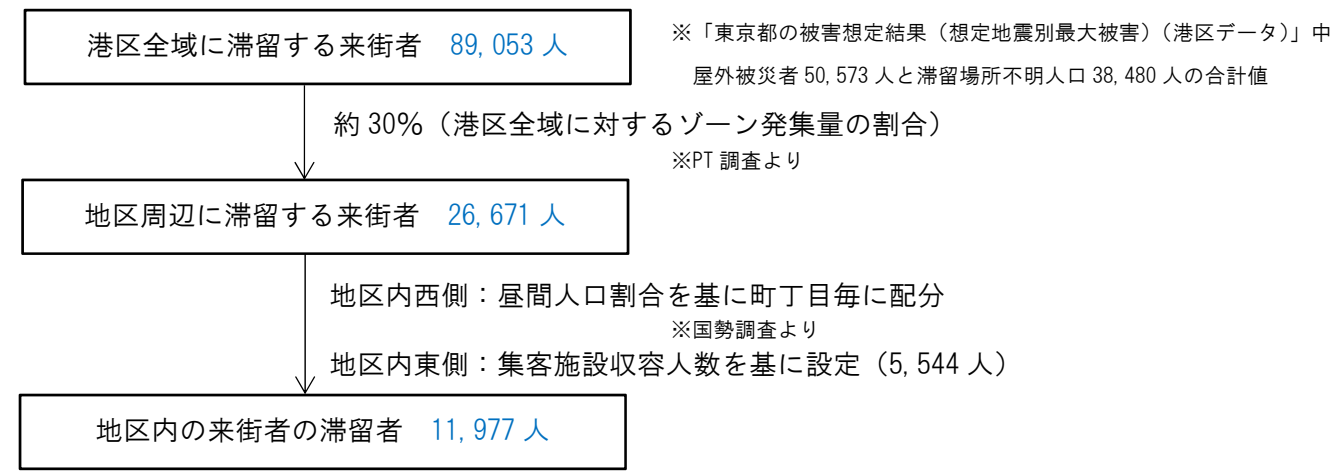 港区全域に滞留する来街者 89,053人
※「東京都の被害想定結果（想定地震別最大被害）（港区データ）」中
屋外被災者50,573人と滞留場所不明人口38,480人の合計値
約30％（港区全域に対するゾーン発集量の割合）
※PT調査より
地区周辺に滞留する来街者 26,671人
地区内西側：昼間人口割合を基に町丁目毎に配分
※国勢調査より
地区内東側：集客施設収容人数を基に設定（5,544人）
地区内の来街者の滞留者 11,977人